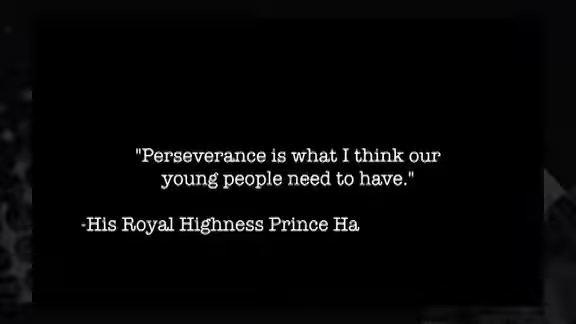 "Perseverance is what I think our
young people need to have."
-His Royal Highness Prince Ha